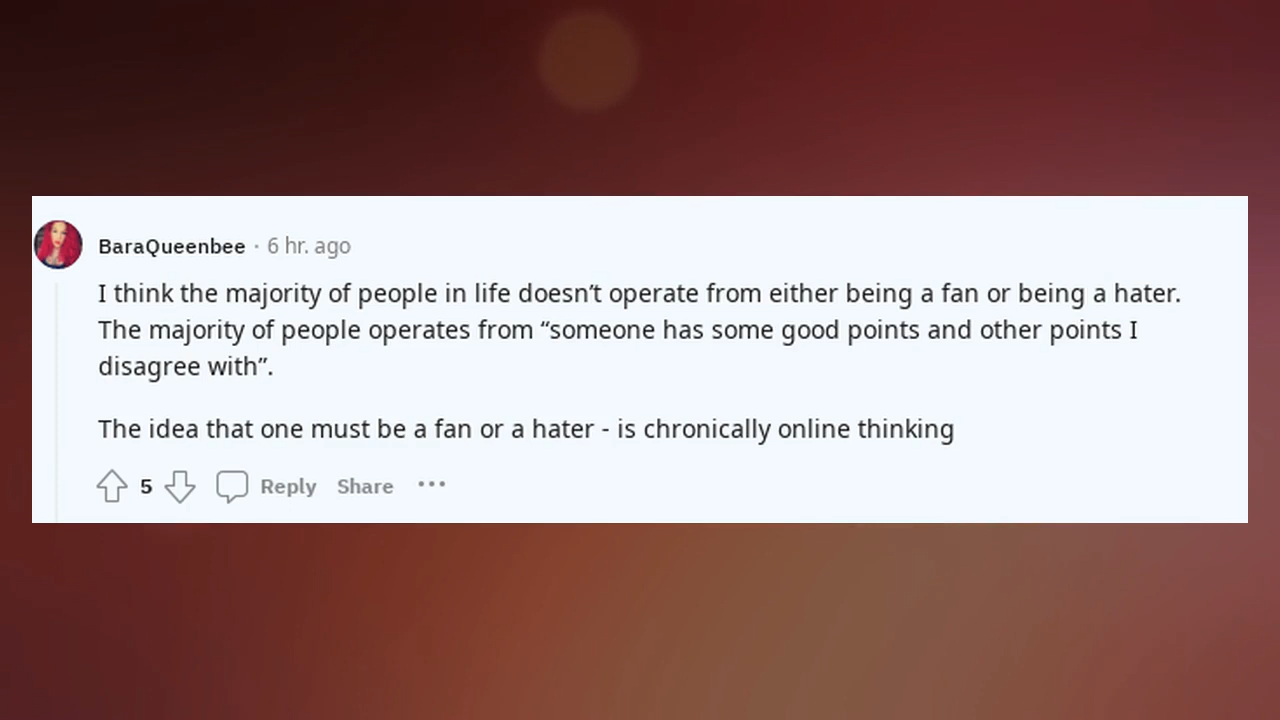 BaraQueenbee · 6 hr. ago
I think the majority of people in life doesn’t operate from either being a fan or being a hater.
The majority of people operates from “someone has some good points and other points I
disagree with”.
The idea that one must be a fan or a hater - is chronically online thinking
5 Reply Share ···